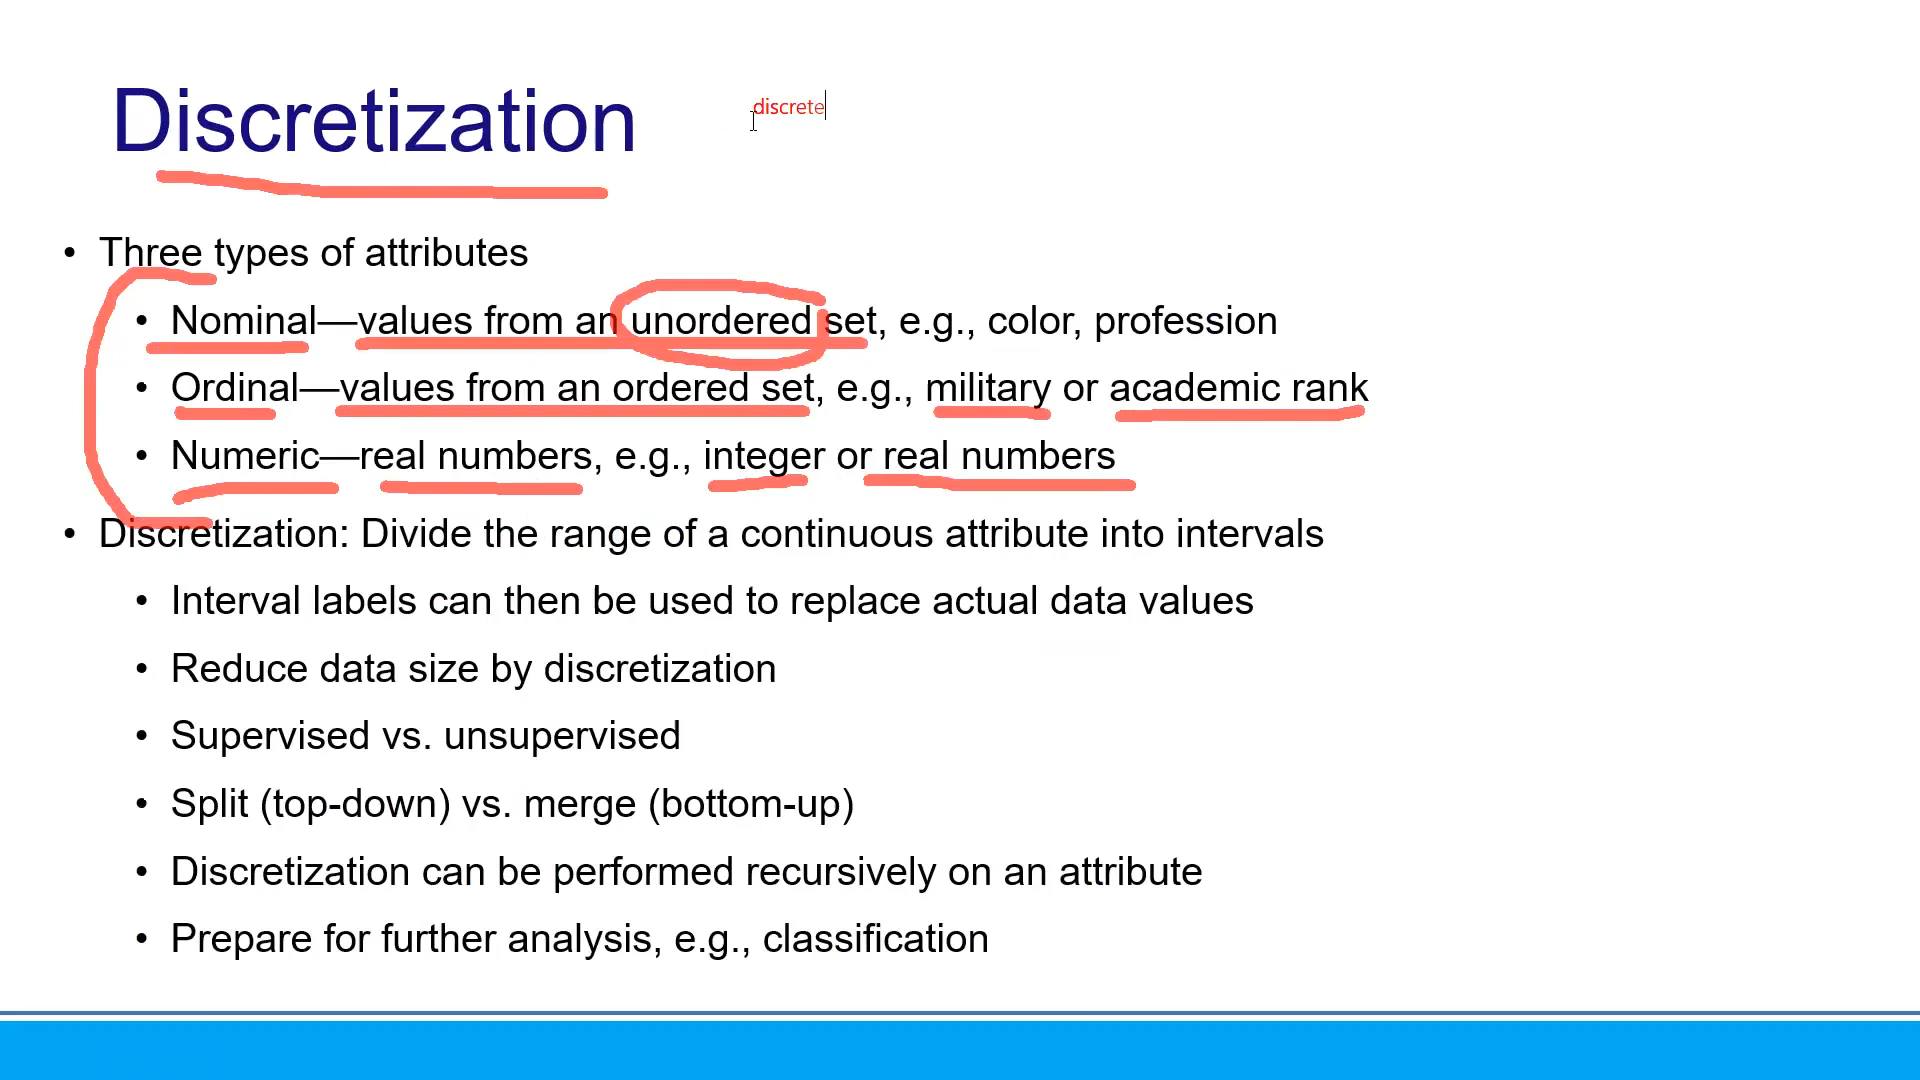 Discretization
discrete
• Three types of attributes
• Nominal—values from an unordered set, e.g., color, profession
• Ordinal—values from an ordered set, e.g., military or academic rank
• Numeric—real numbers, e.g., integer or real numbers
• Discretization: Divide the range of a continuous attribute into intervals
• Interval labels can then be used to replace actual data values
• Reduce data size by discretization
• Supervised vs. unsupervised
• Split (top-down) vs. merge (bottom-up)
• Discretization can be performed recursively on an attribute
• Prepare for further analysis, e.g., classification